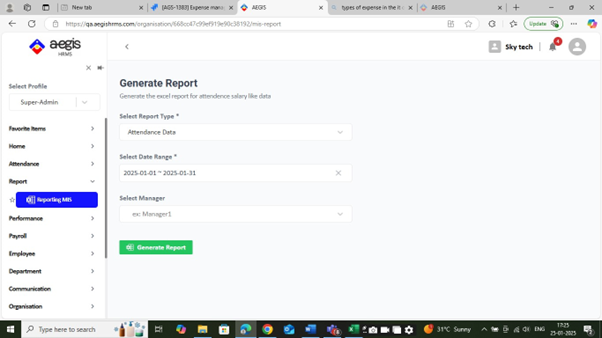 New tab
[AGS-1383] Expense mana
AEGIS
types of expense in the it i
AEGIS
https://qa.aegishrms.com/organisation/668cc47c99ef919e90c38192/mis-report
Update
aegis
HRMS
Sky tech
4
Select Profile
Super-Admin
Favorite Items
Home
Attendance
Report
Reporting MIS
Performance
Payroll
Employee
Department
Communication
Organisation
Generate Report
Generate the excel report for attendence salary like data
Select Report Type *
Attendance Data
Select Date Range *
2025-01-01 ~ 2025-01-31
Select Manager
ex: Manager1
Generate Report
Type here to search
31°C Sunny
ENG
17:25
25-01-2025